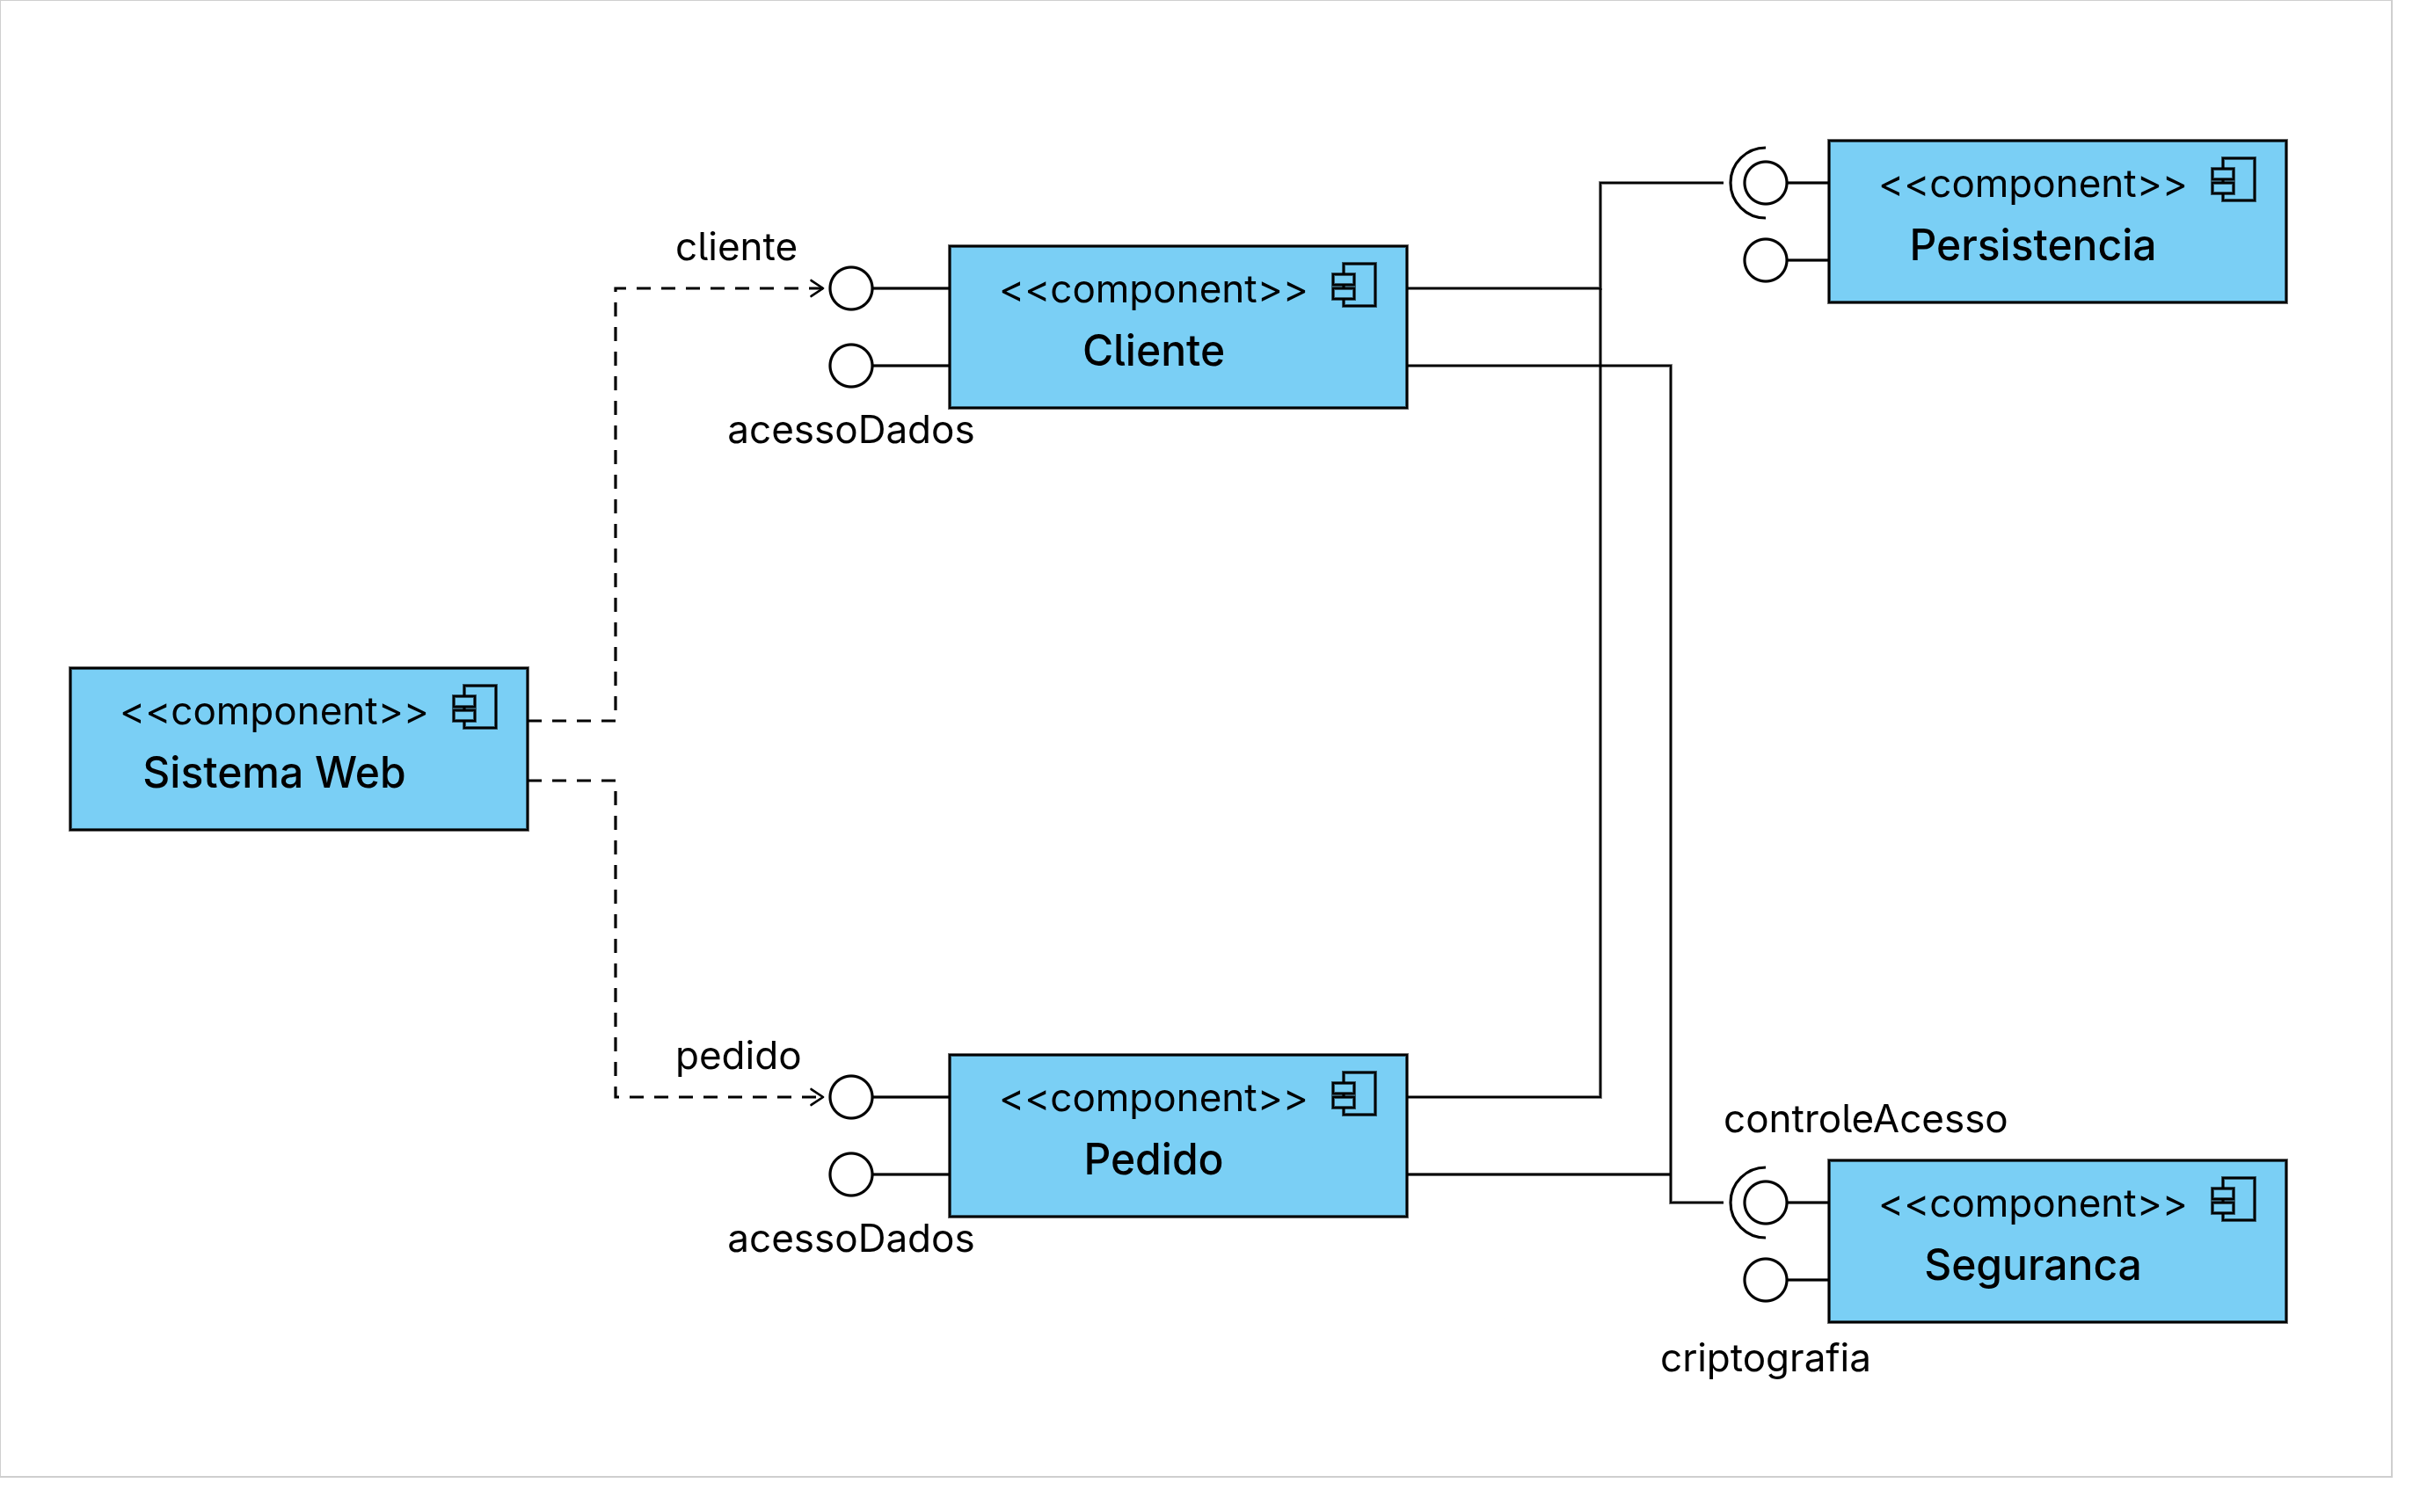 <<component>>
Persistencia
cliente
<<component>>
Cliente
acessoDados
<<component>>
Sistema Web
pedido
<<component>>
Pedido
acessoDados
controleAcesso
<<component>>
Seguranca
criptografia